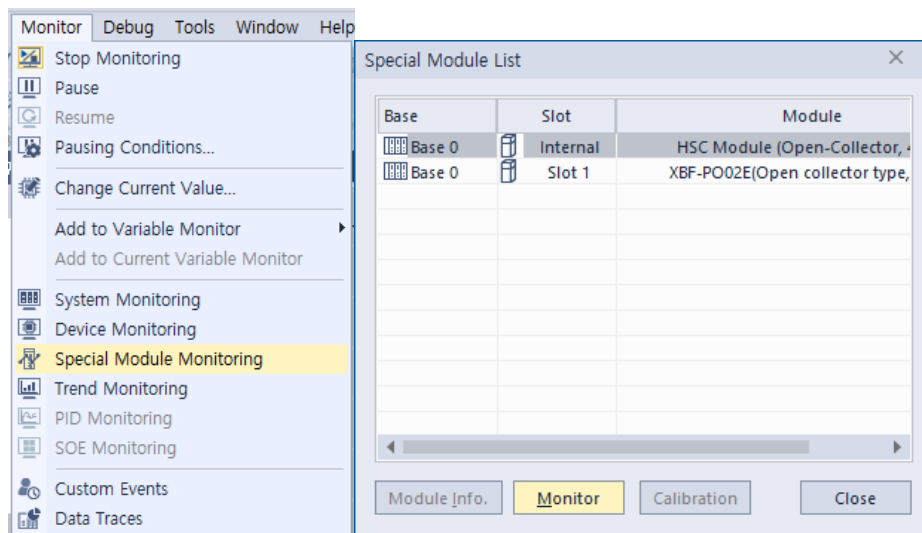 Monitor Debug Tools Window Help
Stop Monitoring
Pause
Resume
Pausing Conditions...
Change Current Value...
Add to Variable Monitor
Add to Current Variable Monitor
System Monitoring
Device Monitoring
Special Module Monitoring
Trend Monitoring
PID Monitoring
SOE Monitoring
Custom Events
Data Traces
Special Module List
Base Slot Module
Base 0 Internal HSC Module (Open-Collector,
Base 0 Slot 1 XBF-PO02E(Open collector type,
Module Info. Monitor Calibration Close